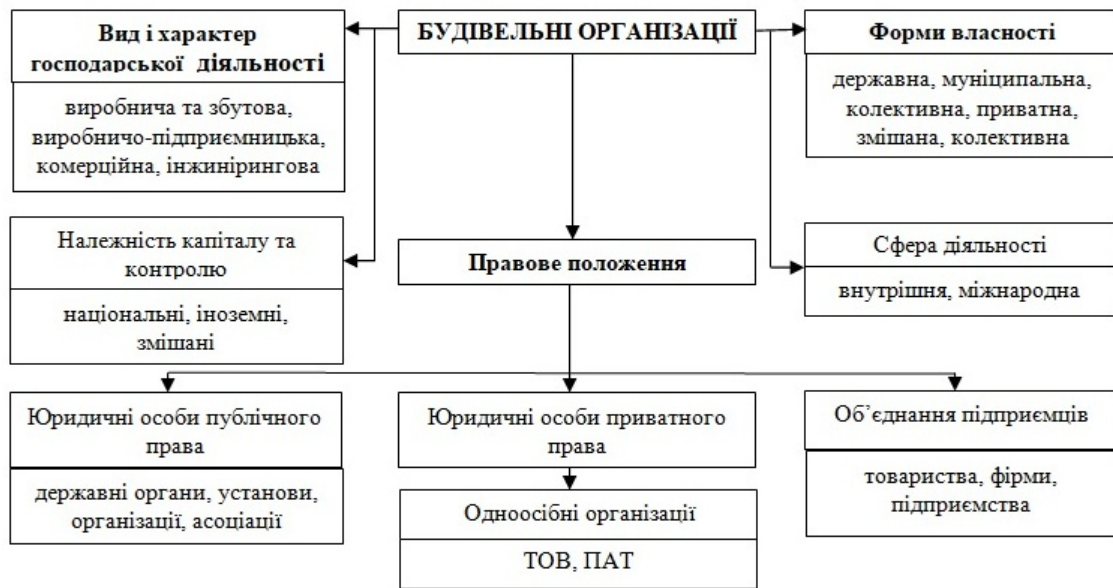 Вид і характер
господарської діяльності
виробнича та збутова,
виробничо-підприємницька,
комерційна, інжинірингова
БУДІВЕЛЬНІ ОРГАНІЗАЦІЇ
Форми власності
державна, муніципальна,
колективна, приватна,
змішана, колективна
Належність капіталу та
контролю
національні, іноземні,
змішані
Правове положення
Сфера діяльності
внутрішня, міжнародна
Юридичні особи публічного
права
державні органи, установи,
організації, асоціації
Юридичні особи приватного
права
Одноосібні організації
ТОВ, ПАТ
Об’єднання підприємців
товариства, фірми,
підприємства